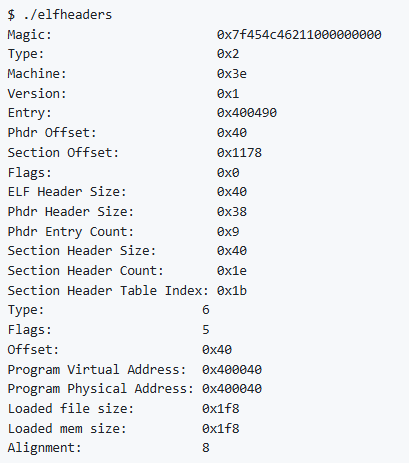 $ ./elfheaders
Magic: 0x7f454c46211000000000
Type: 0x2
Machine: 0x3e
Version: 0x1
Entry: 0x400490
Phdr Offset: 0x40
Section Offset: 0x1178
Flags: 0x0
ELF Header Size: 0x40
Phdr Header Size: 0x38
Phdr Entry Count: 0x9
Section Header Size: 0x40
Section Header Count: 0x1e
Section Header Table Index: 0x1b
Type: 6
Flags: 5
Offset: 0x40
Program Virtual Address: 0x400040
Program Physical Address: 0x400040
Loaded file size: 0x1f8
Loaded mem size: 0x1f8
Alignment: 8